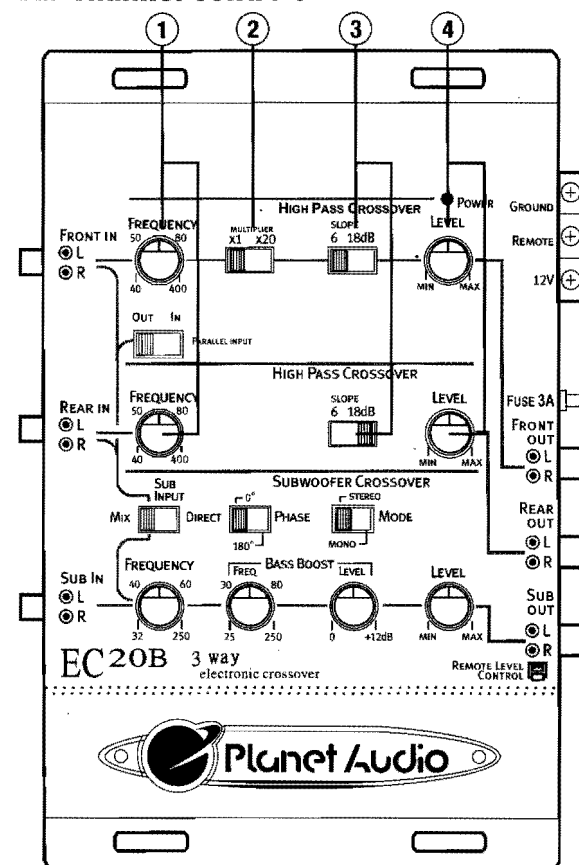 1 2 3 4
HIGH PASS CROSSOVER
POWER
FREQUENCY
50 80
40 400
MULTIPLIER
X1 X20
SLOPE
6 18dB
LEVEL
MIN MAX
GROUND
REMOTE
12V
FRONT IN
L
R
OUT IN
PARALLEL INPUT
HIGH PASS CROSSOVER
REAR IN
L
R
FREQUENCY
50 80
40 400
SLOPE
6 18dB
LEVEL
MIN MAX
FUSE 3A
FRONT OUT
L
R
SUBWOOFER CROSSOVER
SUB INPUT
MIX DIRECT
0°
PHASE
180°
STEREO
MODE
MONO
REAR OUT
L
R
SUB IN
L
R
FREQUENCY
40 60
32 250
BASS BOOST
FREQ
30 80
25 250
LEVEL
0 +12dB
LEVEL
MIN MAX
SUB OUT
L
R
EC20B 3 way
electronic crossover
REMOTE LEVEL
CONTROL
Planet Audio